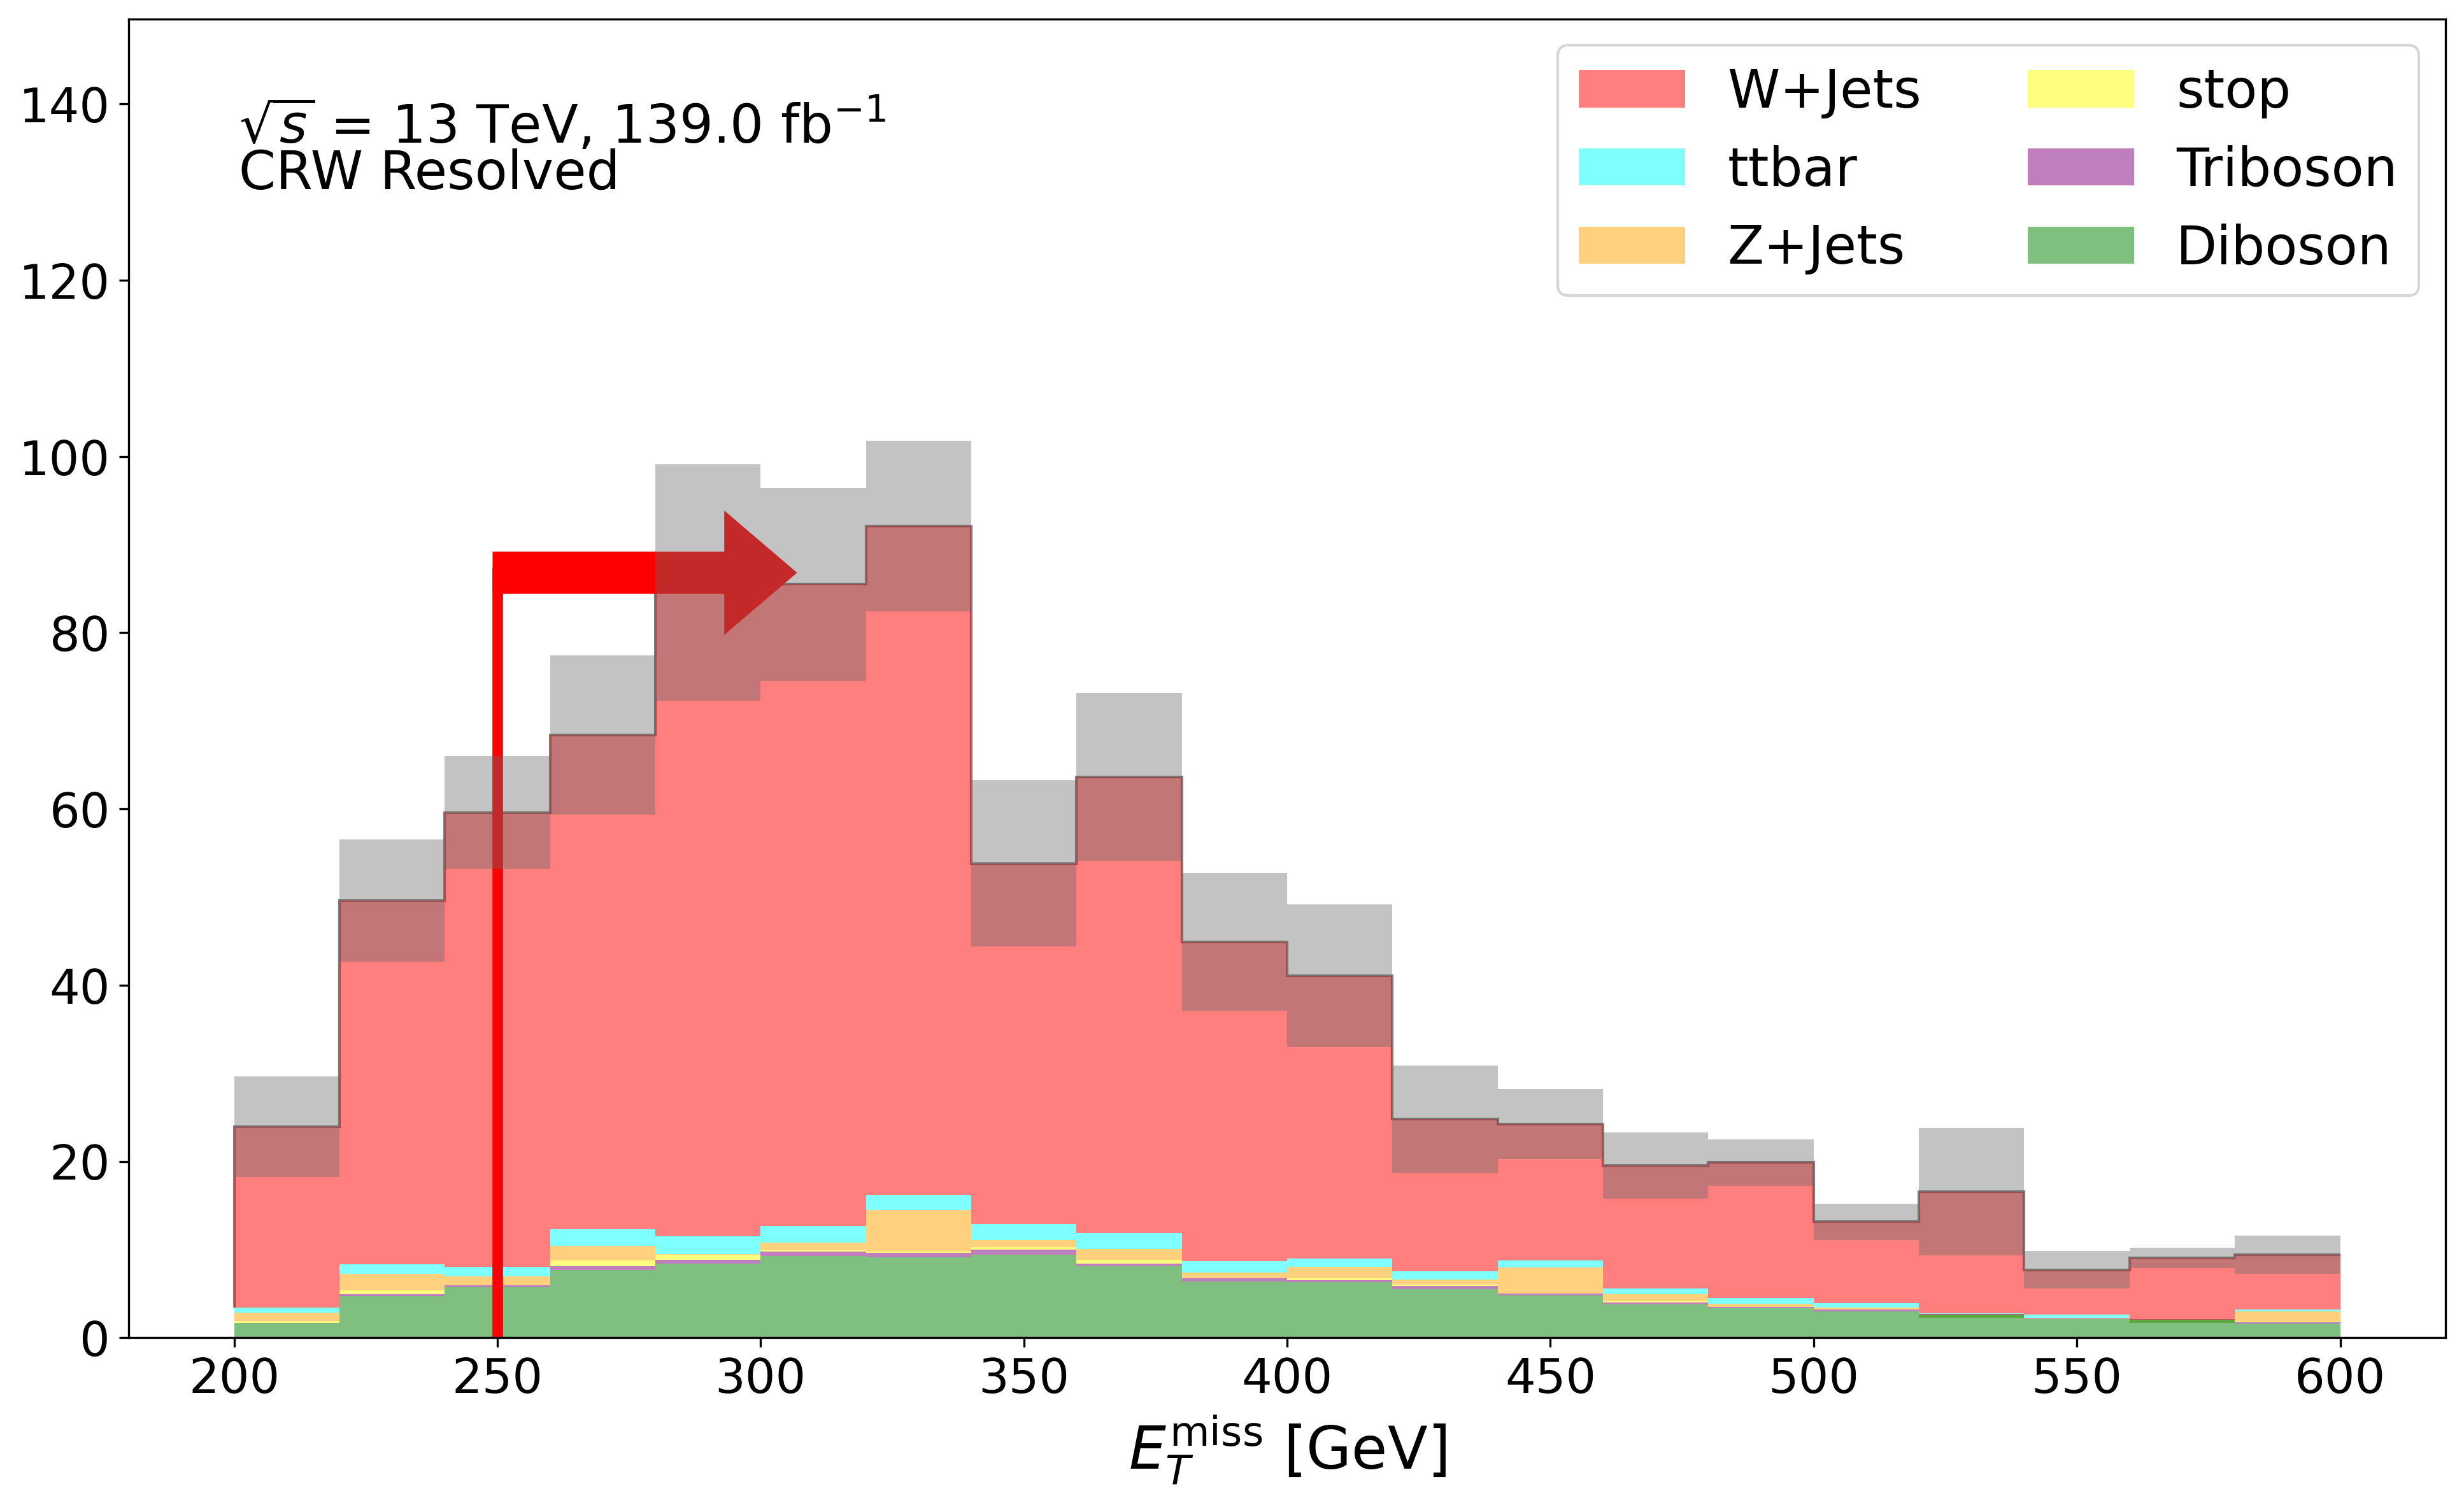 √s = 13 TeV, 139.0 fb⁻¹
CRW Resolved
W+Jets
ttbar
Z+Jets
stop
Triboson
Diboson
140
120
100
80
60
40
20
0
200 250 300 350 400 450 500 550 600
E_T^miss [GeV]